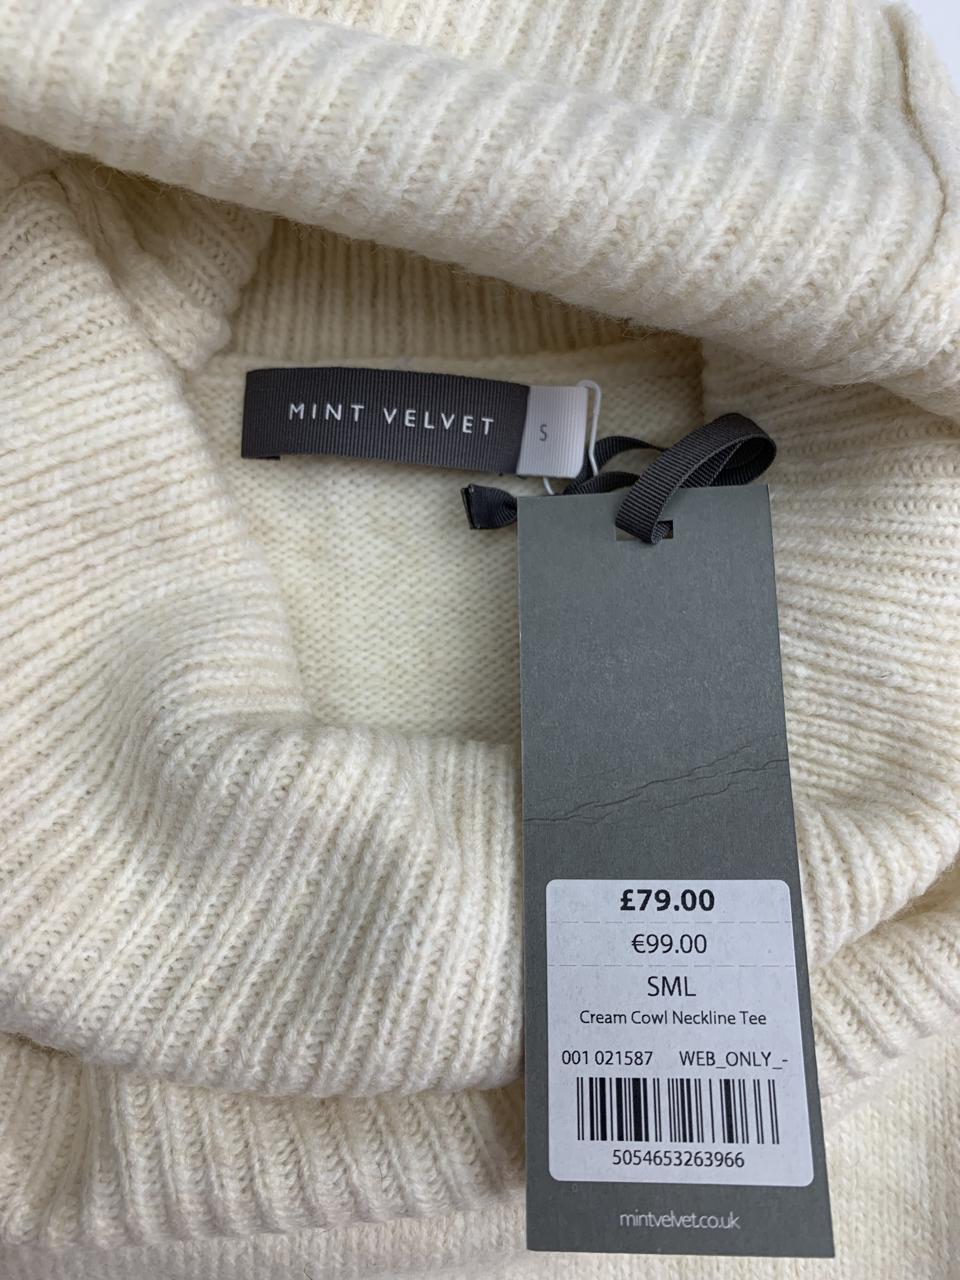 MINT VELVET
S
£79.00
€99.00
SML
Cream Cowl Neckline Tee
001 021587 WEB_ONLY_-
5054653263966
mintvelvet.co.uk